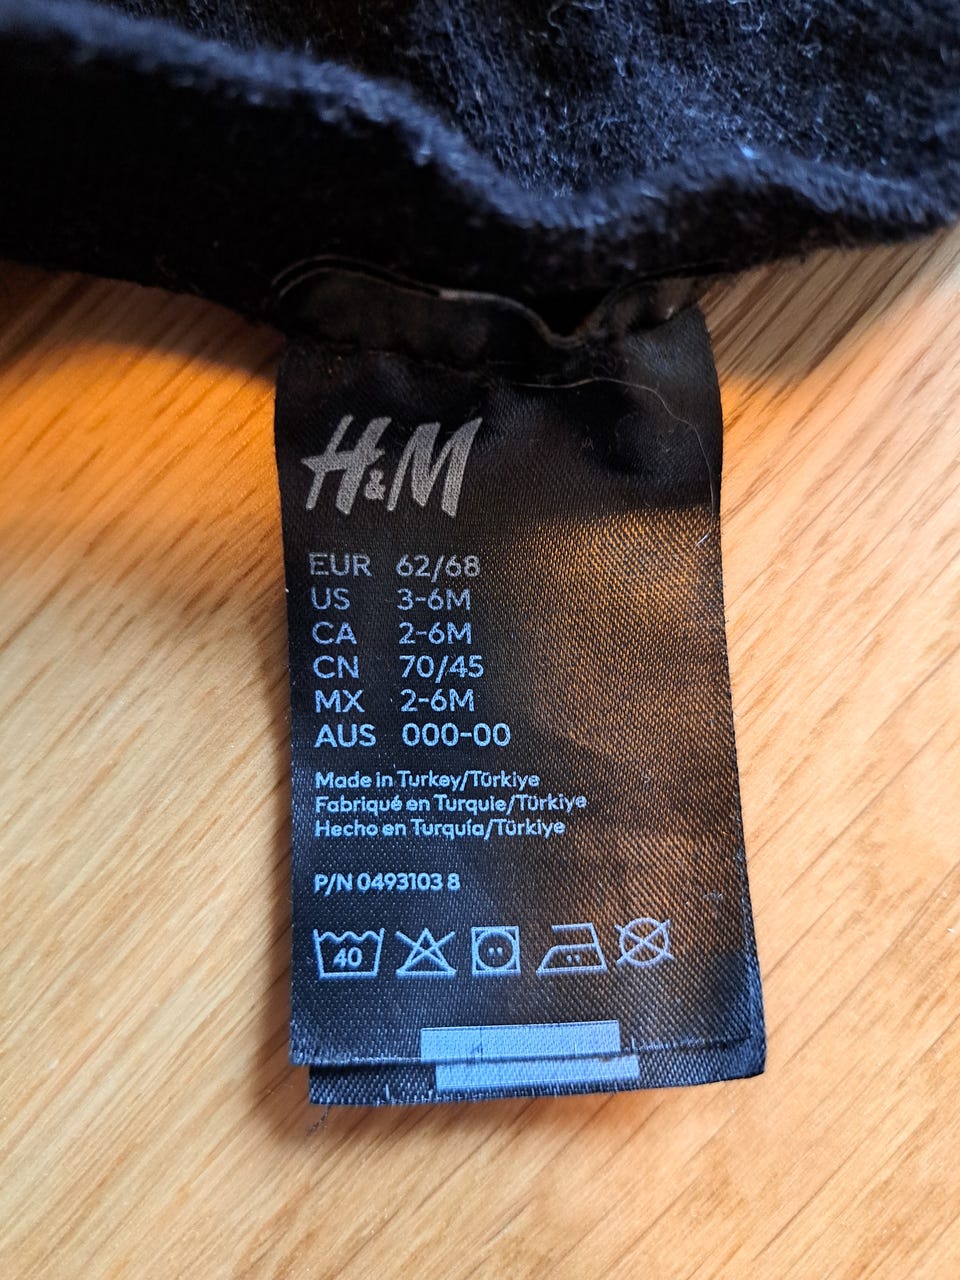 H&M
EUR 62/68
US 3-6M
CA 2-6M
CN 70/45
MX 2-6M
AUS 000-00
Made in Turkey/Türkiye
Fabriqué en Turquie/Türkiye
Hecho en Turquía/Türkiye
P/N 0493103 8
40